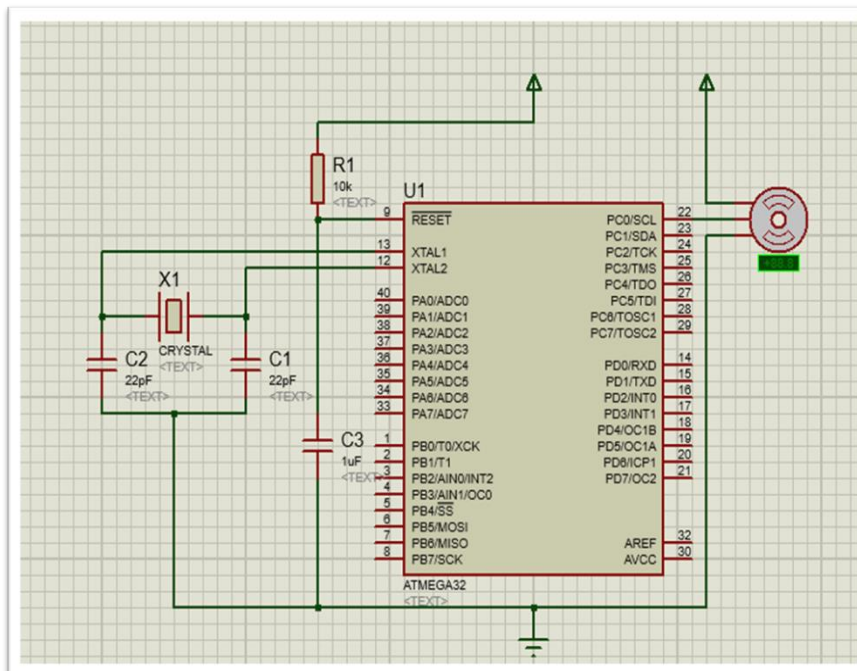 R1
10k
<TEXT>
U1
9
RESET
13
XTAL1
12
XTAL2
40
PA0/ADC0
39
PA1/ADC1
38
PA2/ADC2
37
PA3/ADC3
36
PA4/ADC4
35
PA5/ADC5
34
PA6/ADC6
33
PA7/ADC7
1
PB0/T0/XCK
2
PB1/T1
3
PB2/AIN0/INT2
4
PB3/AIN1/OC0
5
PB4/SS
6
PB5/MOSI
7
PB6/MISO
8
PB7/SCK
PC0/SCL
22
PC1/SDA
23
PC2/TCK
24
PC3/TMS
25
PC4/TDO
26
PC5/TDI
27
PC6/TOSC1
28
PC7/TOSC2
29
PD0/RXD
14
PD1/TXD
15
PD2/INT0
16
PD3/INT1
17
PD4/OC1B
18
PD5/OC1A
19
PD6/ICP1
20
PD7/OC2
21
AREF
32
AVCC
30
ATMEGA32
<TEXT>
X1
CRYSTAL
<TEXT>
C2
22pF
<TEXT>
C1
22pF
<TEXT>
C3
1uF
<TEXT>